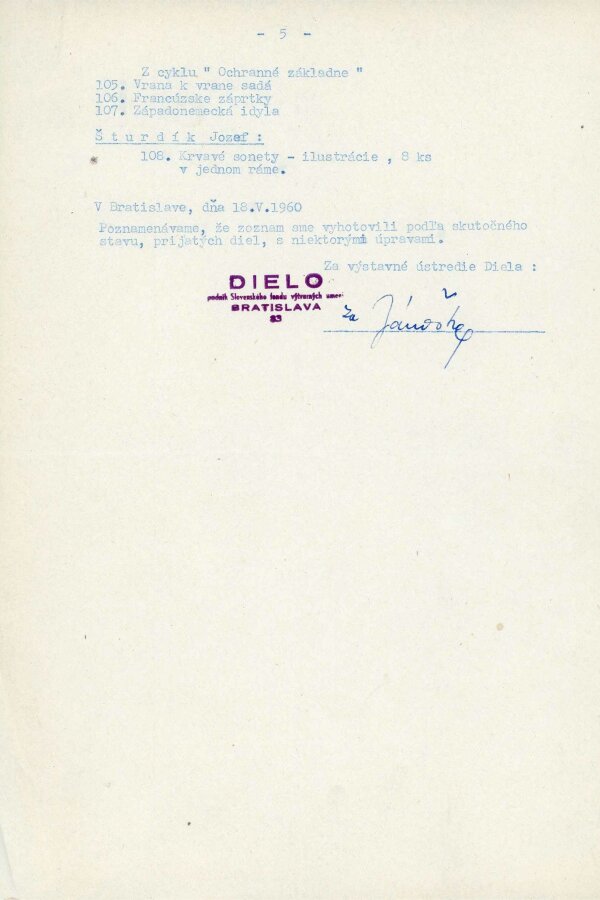 - 5 -
Z cyklu " Ochranné základne "
105. Vrana k vrane sadá
106. Francúzske záprtky
107. Západonemecká idyla
Š t u r d í k Jozef :
108. Krvavé sonety - ilustrácie , 8 ks
v jednom ráme.
V Bratislave, dňa 18.V.1960
Poznamenávame, že zoznam sme vyhotovili podľa skutočného
stavu, prijatých diel, s niektorými úpravami.
Za výstavné ústredie Diela :
DIELO
podnik Slovenského fondu výtvarných umení
BRATISLAVA
83
za